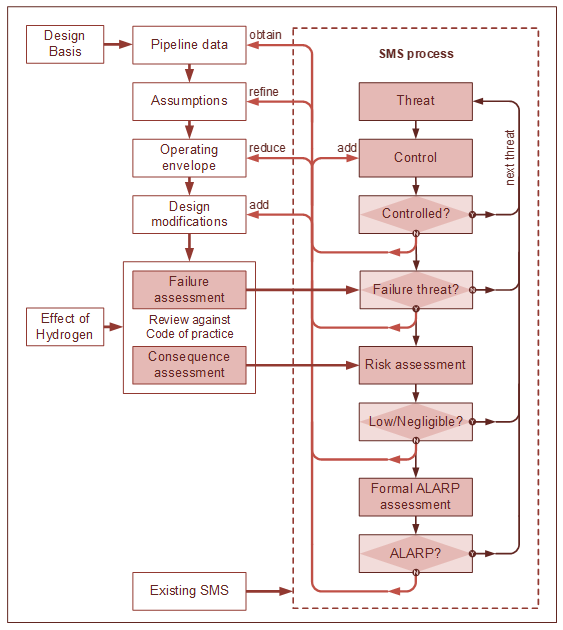 Design
Basis
Pipeline data
obtain
SMS process
Assumptions
refine
Threat
Operating
envelope
reduce
add
Control
next threat
Design
modifications
add
Controlled?
Y
N
Failure
assessment
Failure threat?
N
Y
Effect of
Hydrogen
Review against
Code of practice
Consequence
assessment
Risk assessment
Low/Negligible?
Y
N
Formal ALARP
assessment
ALARP?
Y
N
Existing SMS